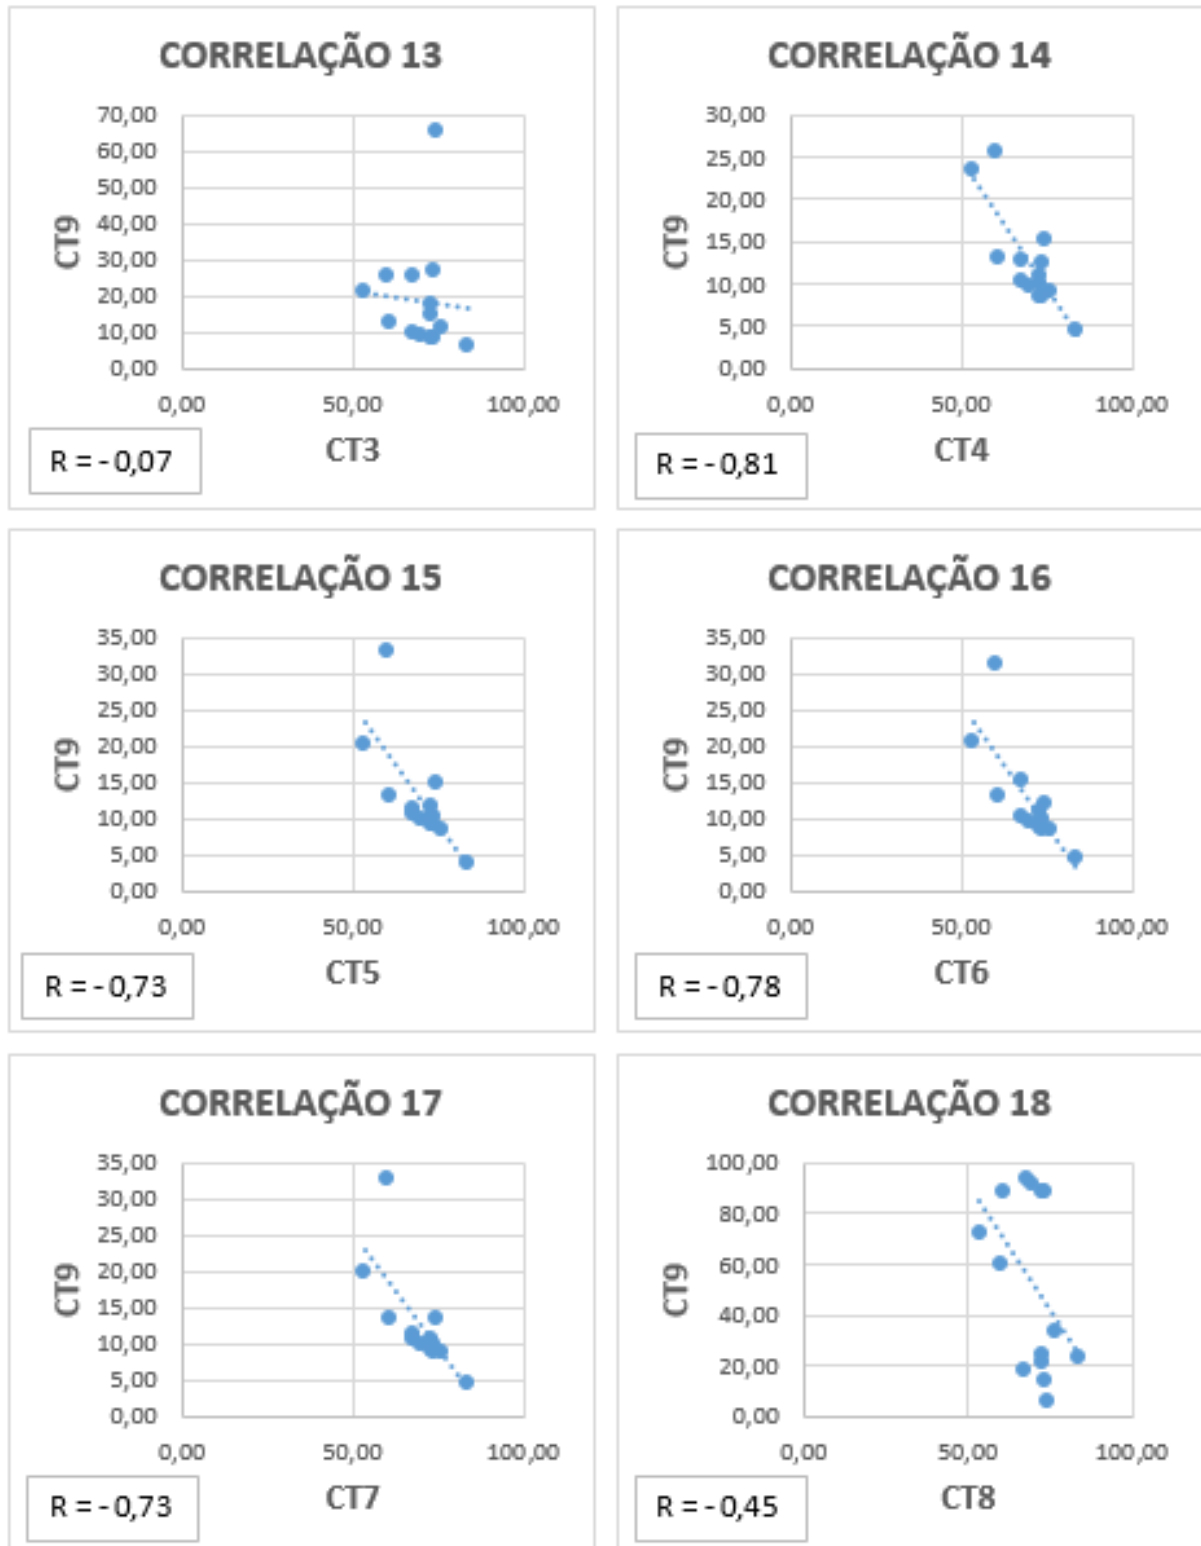 CORRELAÇÃO 13
70,00
60,00
50,00
40,00
30,00
20,00
10,00
0,00
CT9
0,00 50,00 100,00
CT3
R = - 0,07
CORRELAÇÃO 14
30,00
25,00
20,00
15,00
10,00
5,00
0,00
CT9
0,00 50,00 100,00
CT4
R = - 0,81
CORRELAÇÃO 15
35,00
30,00
25,00
20,00
15,00
10,00
5,00
0,00
CT9
0,00 50,00 100,00
CT5
R = - 0,73
CORRELAÇÃO 16
35,00
30,00
25,00
20,00
15,00
10,00
5,00
0,00
CT9
0,00 50,00 100,00
CT6
R = - 0,78
CORRELAÇÃO 17
35,00
30,00
25,00
20,00
15,00
10,00
5,00
0,00
CT9
0,00 50,00 100,00
CT7
R = - 0,73
CORRELAÇÃO 18
100,00
80,00
60,00
40,00
20,00
0,00
CT9
0,00 50,00 100,00
CT8
R = - 0,45